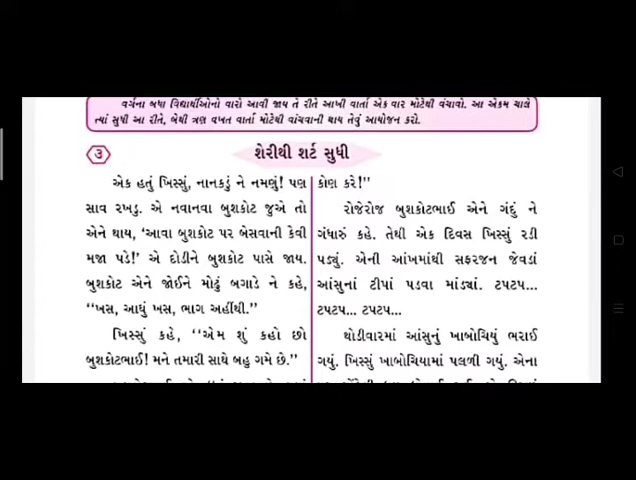 વર્ગના બધા વિદ્યાર્થીઓનો વારો આવી જાય તે રીતે આખી વાર્તા એક વાર મોટેથી વંચાવો. આ એકમ ચાલે
ત્યાં સુધી આ રીતે, બેથી ત્રણ વખત વાર્તા મોટેથી વાંચવાની થાય તેવું આયોજન કરો.
૩
શેરીથી શર્ટ સુધી
એક હતું ખિસ્સું, નાનકડું ને નમણું! પણ
સાવ રખડુ. એ નવાનવા બુશકોટ જુએ તો
એને થાય, ‘આવા બુશકોટ પર બેસવાની કેવી
મજા પડે!’ એ દોડીને બુશકોટ પાસે જાય.
બુશકોટ એને જોઈને મોઢું બગાડે ને કહે,
‘‘ખસ, આઘું ખસ, ભાગ અહીંથી.’’
ખિસ્સું કહે, ‘‘એમ શું કહો છો
બુશકોટભાઈ! મને તમારી સાથે બહુ ગમે છે.’’
કોણ કરે!’’
રોજેરોજ બુશકોટભાઈ એને ગંદું ને
ગંધારું કહે. તેથી એક દિવસ ખિસ્સું રડી
પડ્યું. એની આંખમાંથી સફરજન જેવડાં
આંસુનાં ટીપાં પડવા માંડ્યાં. ટપટપ...
ટપટપ... ટપટપ...
થોડીવારમાં આંસુનું ખાબોચિયું ભરાઈ
ગયું. ખિસ્સું ખાબોચિયામાં પલળી ગયું. એના